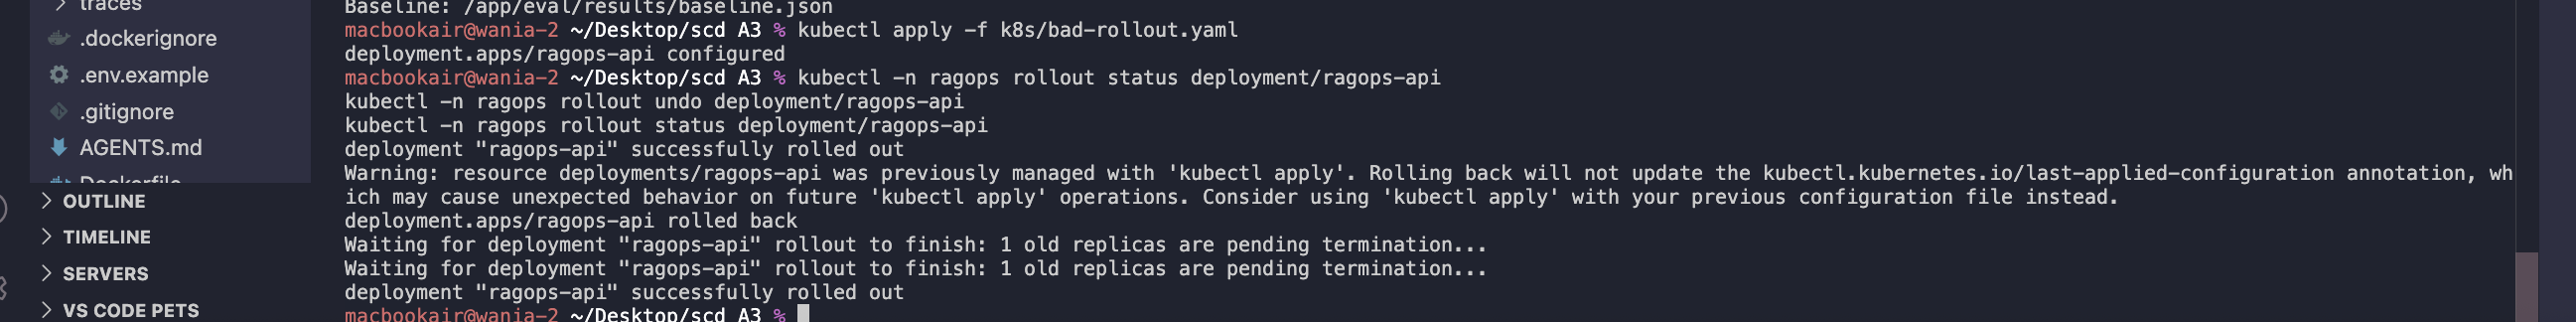 traces
.dockerignore
.env.example
.gitignore
AGENTS.md
Dockerfile
OUTLINE
TIMELINE
SERVERS
VS CODE PETS
Baseline: /app/eval/results/baseline.json
macbookair@wania-2 ~/Desktop/scd A3 % kubectl apply -f k8s/bad-rollout.yaml
deployment.apps/ragops-api configured
macbookair@wania-2 ~/Desktop/scd A3 % kubectl -n ragops rollout status deployment/ragops-api
kubectl -n ragops rollout undo deployment/ragops-api
kubectl -n ragops rollout status deployment/ragops-api
deployment "ragops-api" successfully rolled out
Warning: resource deployments/ragops-api was previously managed with 'kubectl apply'. Rolling back will not update the kubectl.kubernetes.io/last-applied-configuration annotation, wh
ich may cause unexpected behavior on future 'kubectl apply' operations. Consider using 'kubectl apply' with your previous configuration file instead.
deployment.apps/ragops-api rolled back
Waiting for deployment "ragops-api" rollout to finish: 1 old replicas are pending termination...
Waiting for deployment "ragops-api" rollout to finish: 1 old replicas are pending termination...
deployment "ragops-api" successfully rolled out
macbookair@wania-2 ~/Desktop/scd A3 %